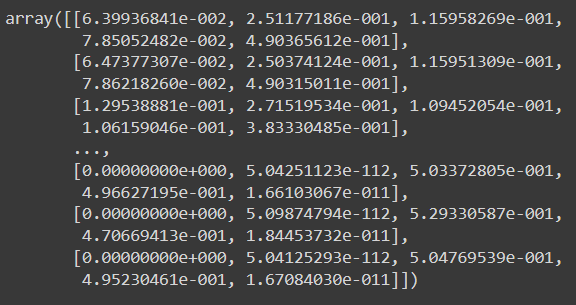 array([[6.39936841e-002, 2.51177186e-001, 1.15958269e-001,
7.85052482e-002, 4.90365612e-001],
[6.47377307e-002, 2.50374124e-001, 1.15951309e-001,
7.86218260e-002, 4.90315011e-001],
[1.29538881e-001, 2.71519534e-001, 1.09452054e-001,
1.06159046e-001, 3.83330485e-001],
...,
[0.00000000e+000, 5.04251123e-112, 5.03372805e-001,
4.96627195e-001, 1.66103067e-011],
[0.00000000e+000, 5.09874794e-112, 5.29330587e-001,
4.70669413e-001, 1.84453732e-011],
[0.00000000e+000, 5.04125293e-112, 5.04769539e-001,
4.95230461e-001, 1.67084030e-011]])